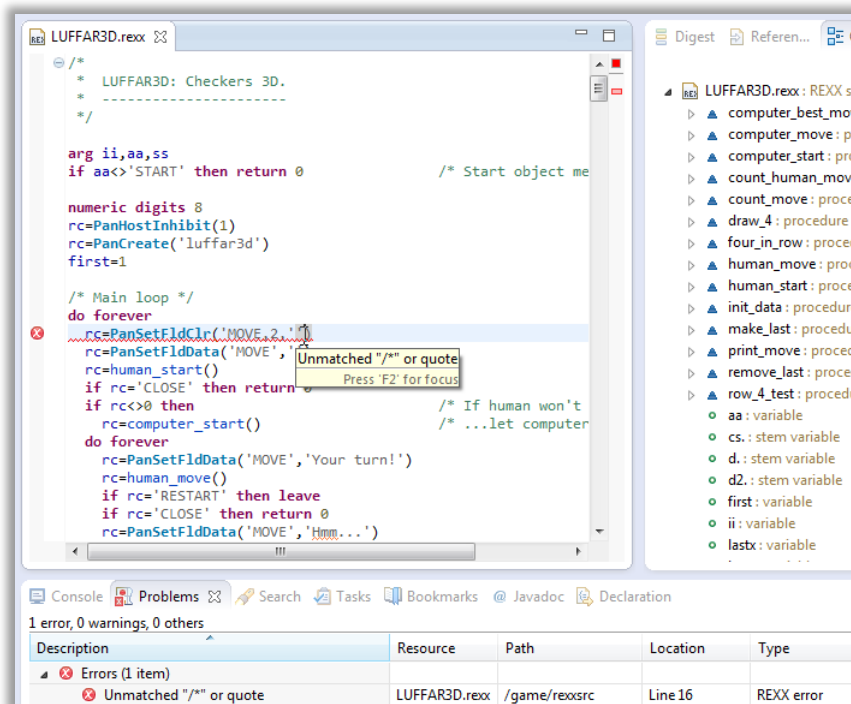 LUFFAR3D.rexx
/*
* LUFFAR3D: Checkers 3D.
* ----------------------
*/
arg ii,aa,ss
if aa<>'START' then return 0 /* Start object me
numeric digits 8
rc=PanHostInhibit(1)
rc=PanCreate('luffar3d')
first=1
/* Main loop */
do forever
rc=PanSetFldClr('MOVE,2,' ')
rc=PanSetFldData('MOVE','
rc=human_start()
if rc='CLOSE' then return 0
if rc<>0 then /* If human won't
rc=computer_start() /* ...let computer
do forever
rc=PanSetFldData('MOVE','Your turn!')
rc=human_move()
if rc='RESTART' then leave
if rc='CLOSE' then return 0
rc=PanSetFldData('MOVE','Hmm...')
Unmatched "/*" or quote
Press 'F2' for focus
Digest Referen...
LUFFAR3D.rexx : REXX s
computer_best_mo
computer_move : p
computer_start : pro
count_human_mov
count_move : proce
draw_4 : procedure
four_in_row : proced
human_move : proc
human_start : proce
init_data : procedur
make_last : procedu
print_move : proced
remove_last : proce
row_4_test : procedu
aa : variable
cs. : stem variable
d. : stem variable
d2. : stem variable
first : variable
ii : variable
lastx : variable
Console Problems Search Tasks Bookmarks @ Javadoc Declaration
1 error, 0 warnings, 0 others
Description Resource Path Location Type
Errors (1 item)
Unmatched "/*" or quote LUFFAR3D.rexx /game/rexxsrc Line 16 REXX error